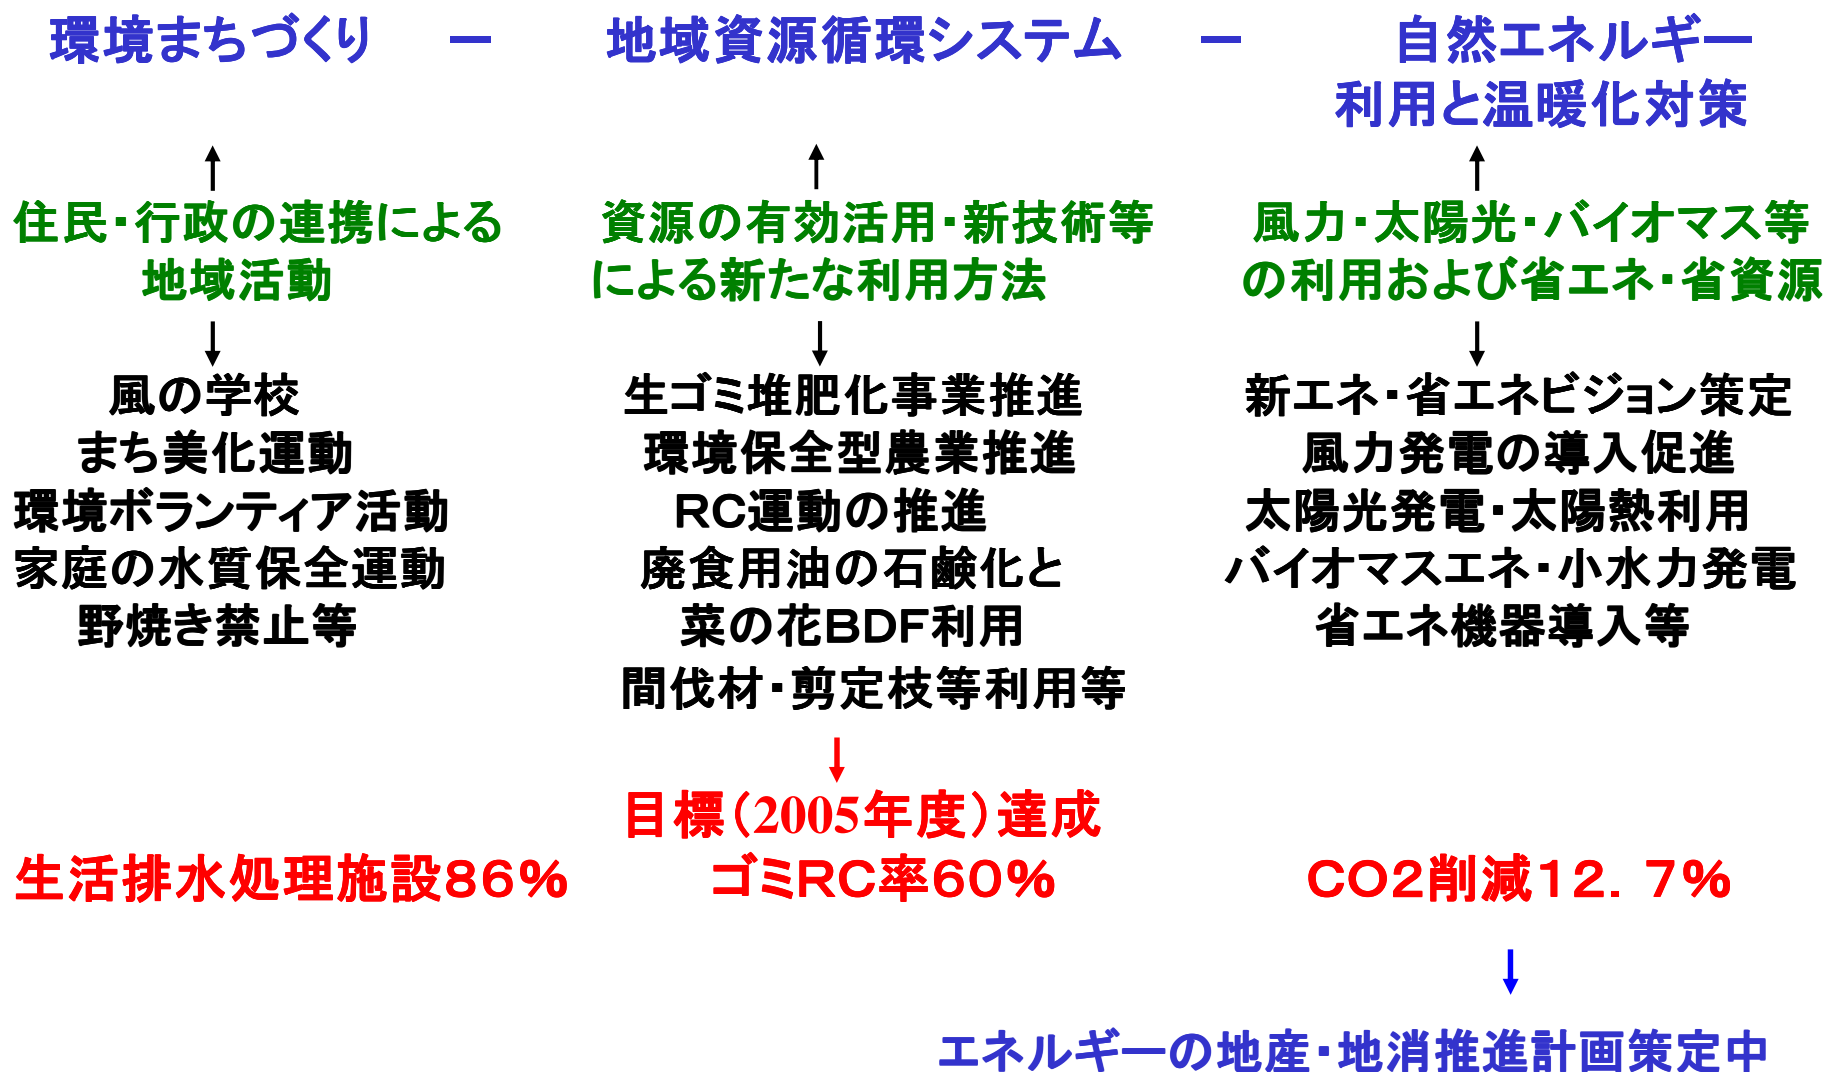 環境まちづくり － 地域資源循環システム － 自然エネルギー
利用と温暖化対策
住民・行政の連携による
地域活動
資源の有効活用・新技術等
による新たな利用方法
風力・太陽光・バイオマス等
の利用および省エネ・省資源
風の学校
まち美化運動
環境ボランティア活動
家庭の水質保全運動
野焼き禁止等
生ゴミ堆肥化事業推進
環境保全型農業推進
ＲＣ運動の推進
廃食用油の石鹸化と
菜の花ＢＤＦ利用
間伐材・剪定枝等利用等
新エネ・省エネビジョン策定
風力発電の導入促進
太陽光発電・太陽熱利用
バイオマスエネ・小水力発電
省エネ機器導入等
目標（2005年度）達成
生活排水処理施設８６％
ゴミＲＣ率６０％
ＣＯ２削減１２．７％
エネルギーの地産・地消推進計画策定中